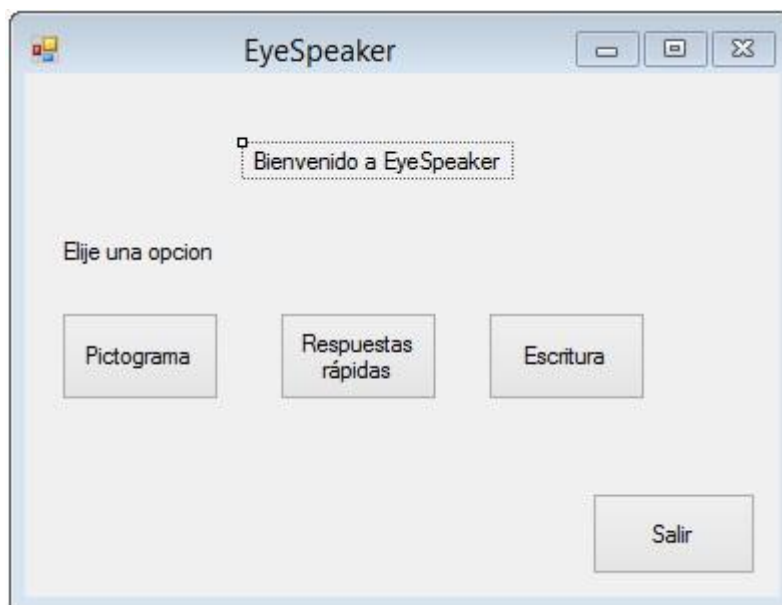 EyeSpeaker
Bienvenido a EyeSpeaker
Elije una opcion
Pictograma
Respuestas
rápidas
Escritura
Salir